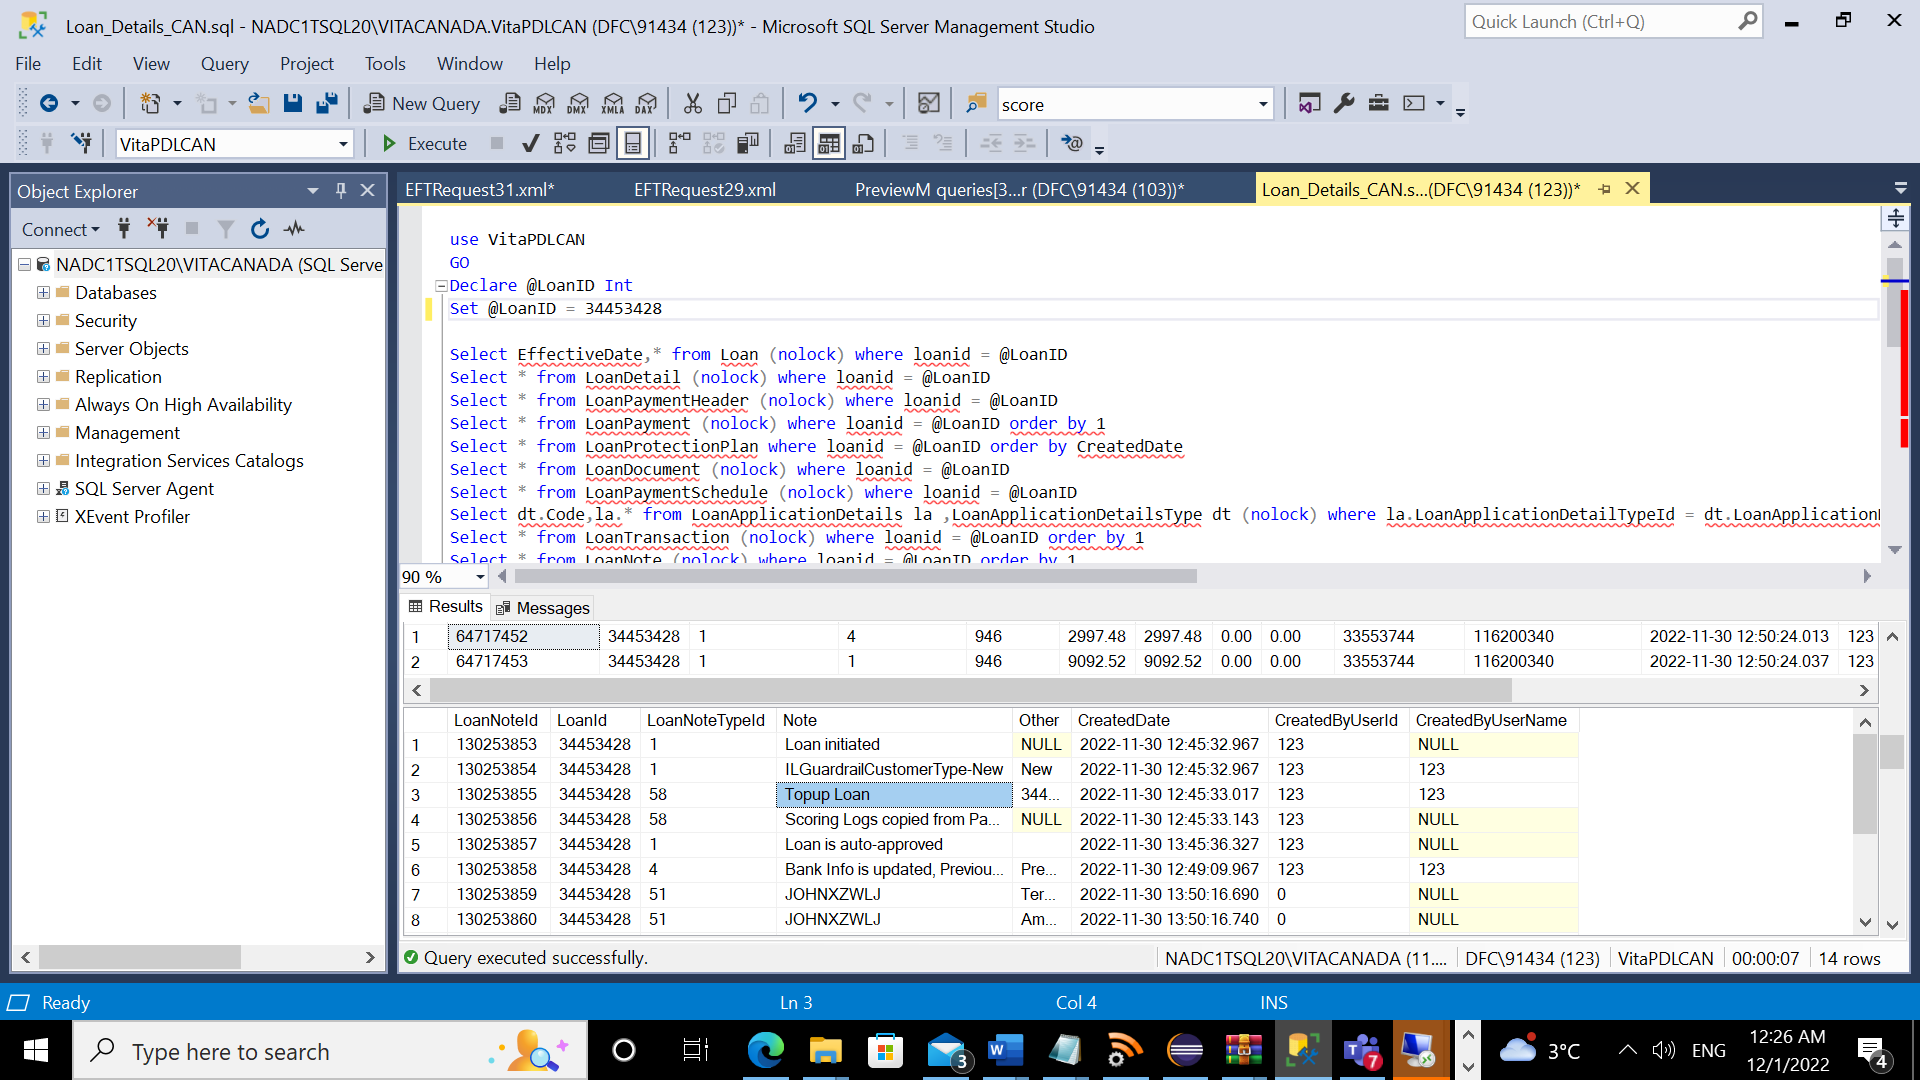 Loan_Details_CAN.sql - NADC1TSQL20\VITACANADA.VitaPDLCAN (DFC\91434 (123))* - Microsoft SQL Server Management Studio
Quick Launch (Ctrl+Q)
File Edit View Query Project Tools Window Help
New Query MDX DMX XMLA DAX score
VitaPDLCAN Execute
Object Explorer
EFTRequest31.xml* EFTRequest29.xml PreviewM queries[3...r (DFC\91434 (103))* Loan_Details_CAN.s...(DFC\91434 (123))*
Connect
NADC1TSQL20\VITACANADA (SQL Serve
Databases
Security
Server Objects
Replication
Always On High Availability
Management
Integration Services Catalogs
SQL Server Agent
XEvent Profiler
use VitaPDLCAN
GO
Declare @LoanID Int
Set @LoanID = 34453428
Select EffectiveDate,* from Loan (nolock) where loanid = @LoanID
Select * from LoanDetail (nolock) where loanid = @LoanID
Select * from LoanPaymentHeader (nolock) where loanid = @LoanID
Select * from LoanPayment (nolock) where loanid = @LoanID order by 1
Select * from LoanProtectionPlan where loanid = @LoanID order by CreatedDate
Select * from LoanDocument (nolock) where loanid = @LoanID
Select * from LoanPaymentSchedule (nolock) where loanid = @LoanID
Select dt.Code,la.* from LoanApplicationDetails la ,LoanApplicationDetailsType dt (nolock) where la.LoanApplicationDetailTypeId = dt.LoanApplication
Select * from LoanTransaction (nolock) where loanid = @LoanID order by 1
Select * from LoanNote (nolock) where loanid = @LoanID order by 1
90 %
Results Messages
1 64717452 34453428 1 4 946 2997.48 2997.48 0.00 0.00 33553744 116200340 2022-11-30 12:50:24.013 123
2 64717453 34453428 1 1 946 9092.52 9092.52 0.00 0.00 33553744 116200340 2022-11-30 12:50:24.037 123
LoanNoteId LoanId LoanNoteTypeId Note Other CreatedDate CreatedByUserId CreatedByUserName
1 130253853 34453428 1 Loan initiated NULL 2022-11-30 12:45:32.967 123 NULL
2 130253854 34453428 1 ILGuardrailCustomerType-New New 2022-11-30 12:45:32.967 123 123
3 130253855 34453428 58 Topup Loan 344... 2022-11-30 12:45:33.017 123 123
4 130253856 34453428 58 Scoring Logs copied from Pa... NULL 2022-11-30 12:45:33.143 123 NULL
5 130253857 34453428 1 Loan is auto-approved 2022-11-30 13:45:36.327 123 NULL
6 130253858 34453428 4 Bank Info is updated, Previou... Pre... 2022-11-30 12:49:09.967 123 123
7 130253859 34453428 51 JOHNXZWLJ Ter... 2022-11-30 13:50:16.690 0 NULL
8 130253860 34453428 51 JOHNXZWLJ Am... 2022-11-30 13:50:16.740 0 NULL
Query executed successfully. NADC1TSQL20\VITACANADA (11.... DFC\91434 (123) VitaPDLCAN 00:00:07 14 rows
Ready Ln 3 Col 4 INS
Type here to search 3 7 3°C ENG 12:26 AM 4
12/1/2022